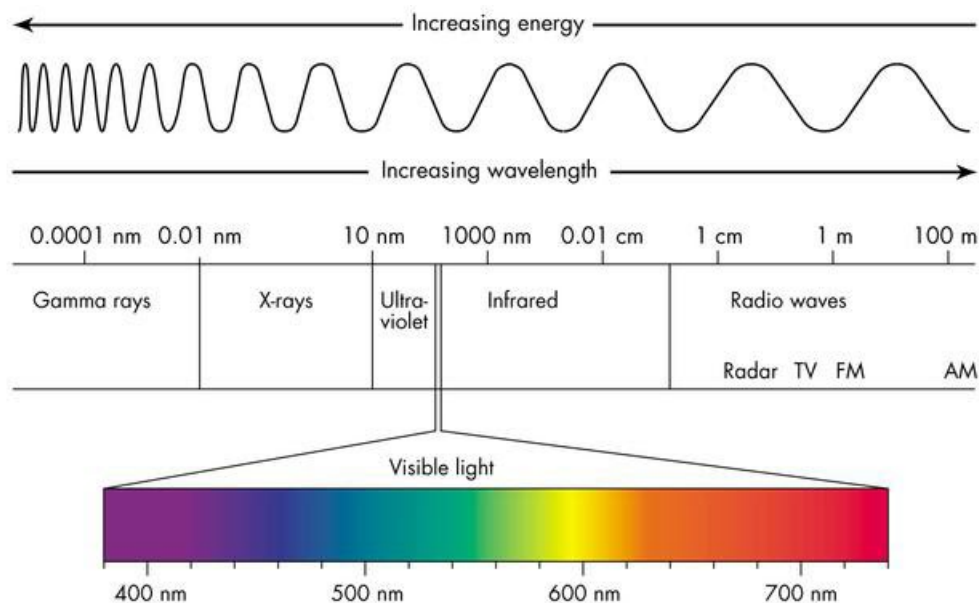 Increasing energy
Increasing wavelength
0.0001 nm 0.01 nm 10 nm 1000 nm 0.01 cm 1 cm 1 m 100 m
Gamma rays X-rays Ultra- Infrared Radio waves
violet
Radar TV FM AM
Visible light
400 nm 500 nm 600 nm 700 nm